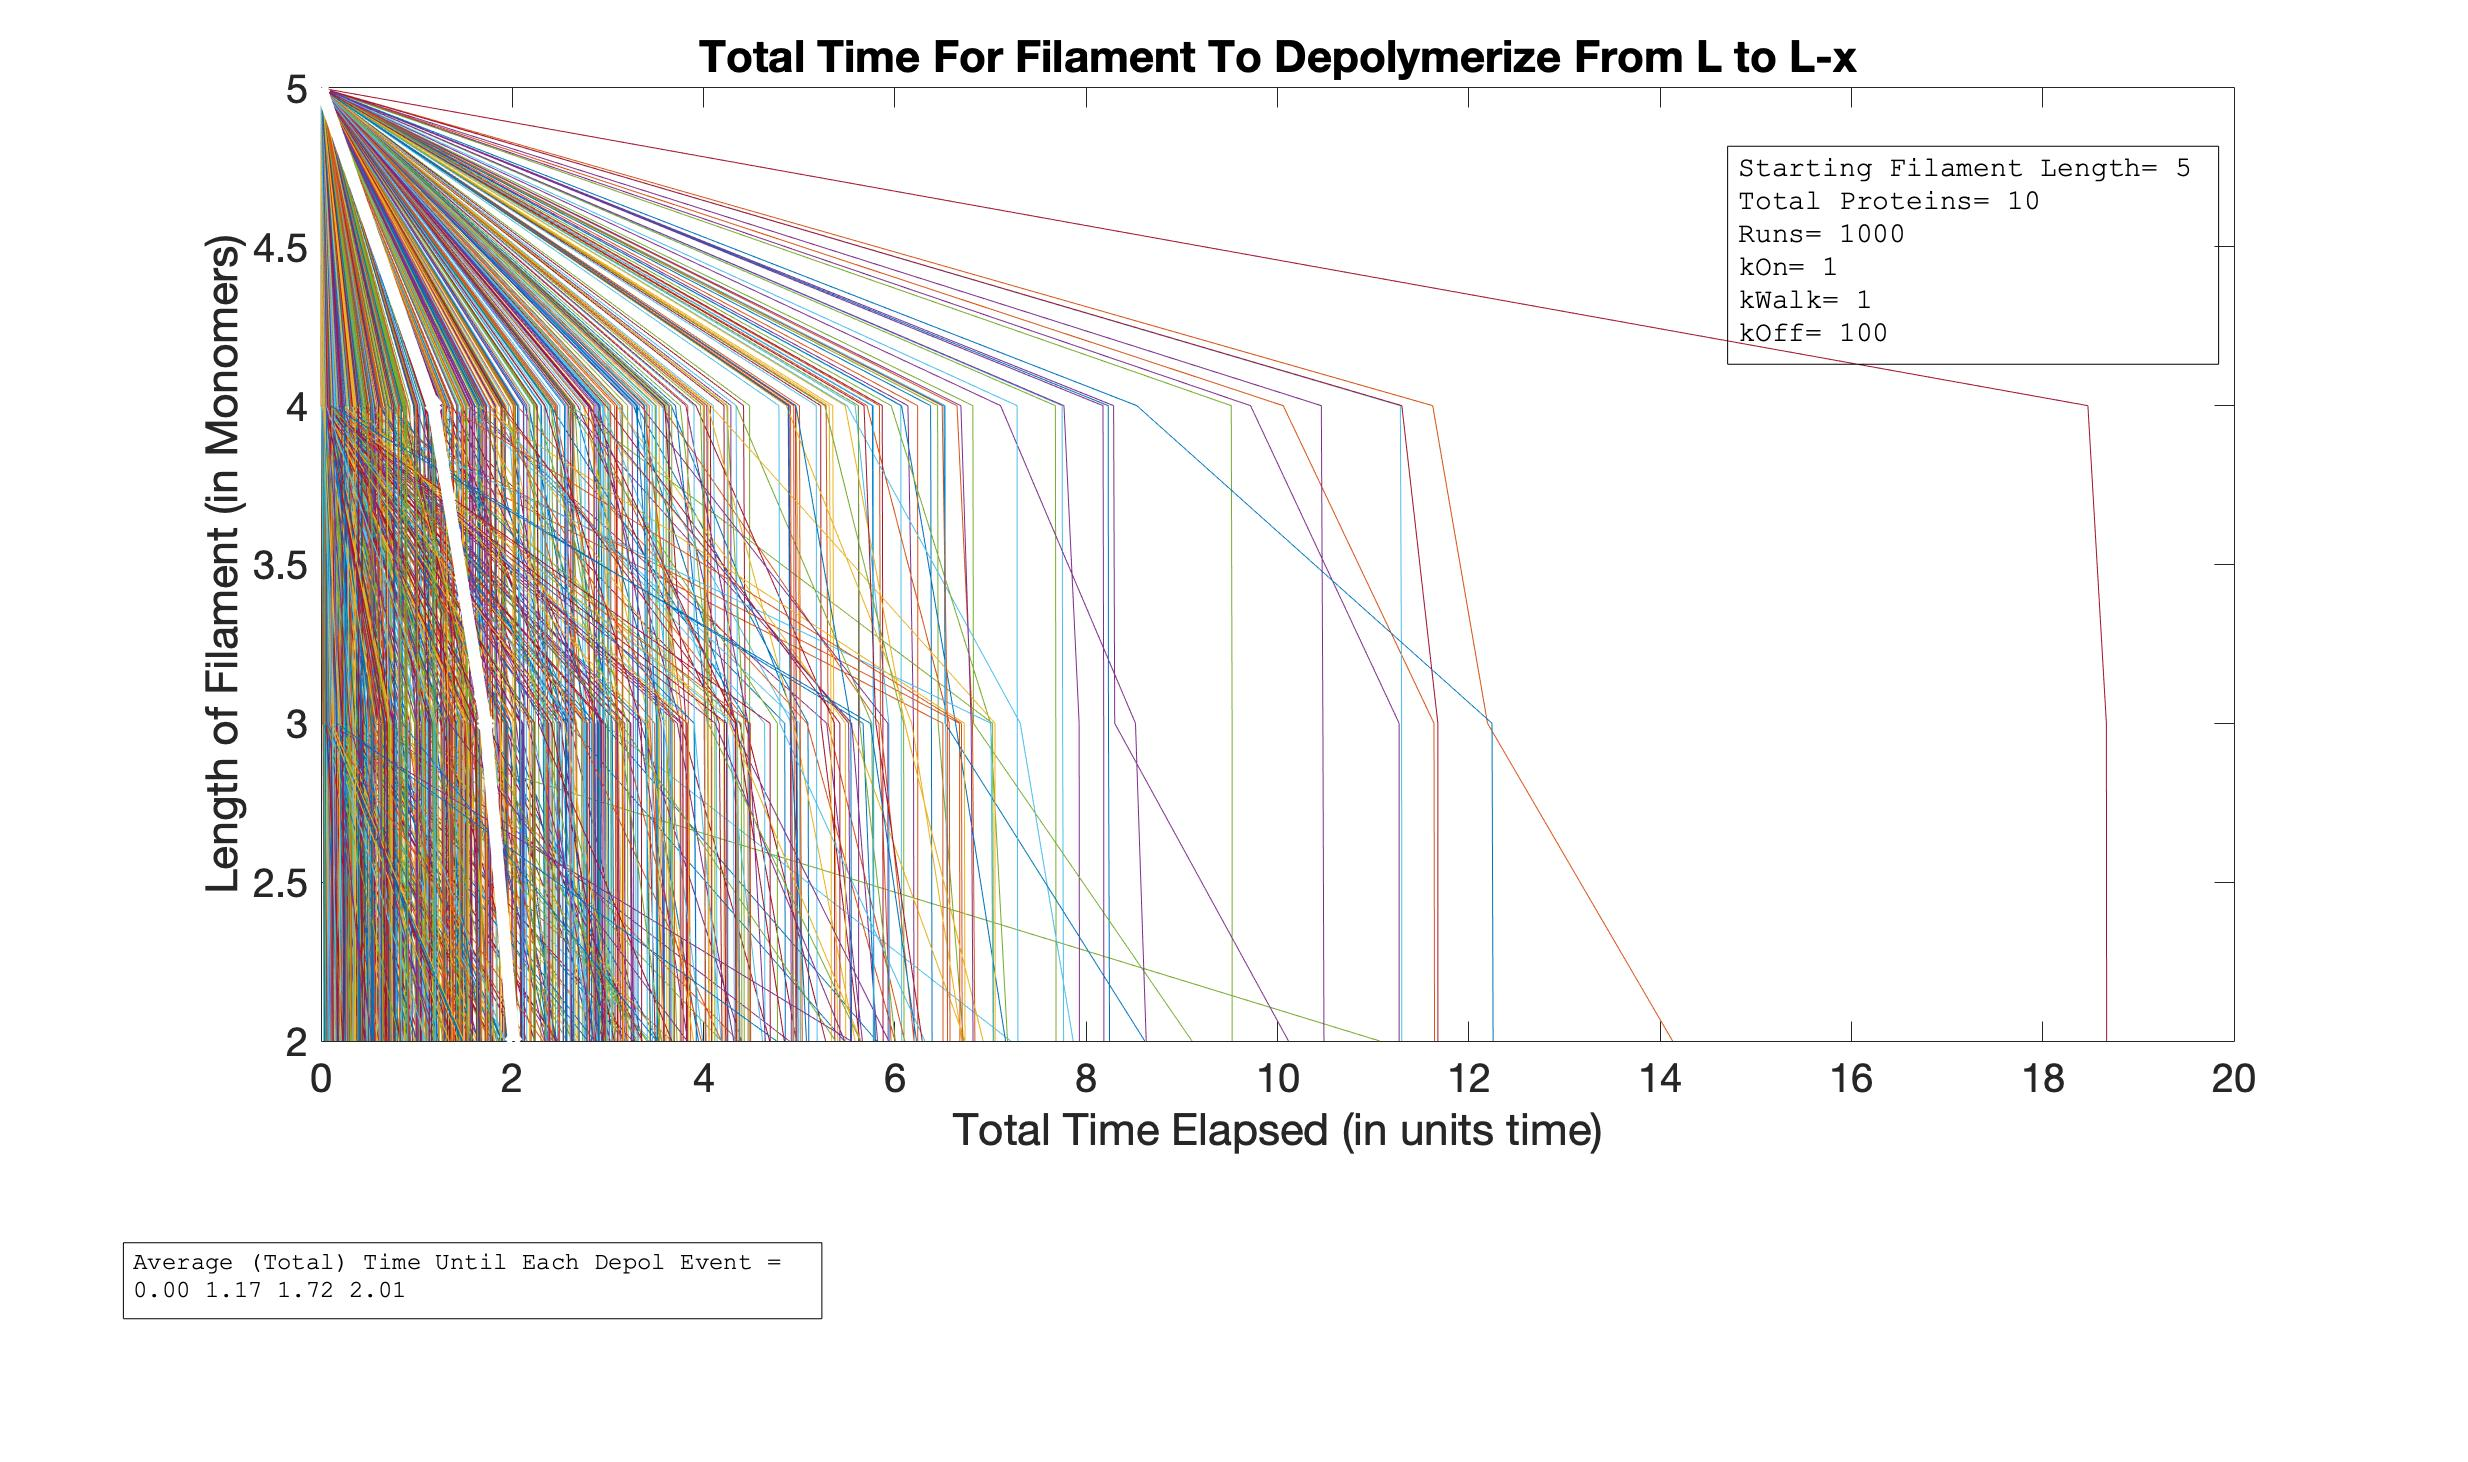 Total Time For Filament To Depolymerize From L to L-x
5
4.5
4
3.5
3
2.5
2
Length of Filament (in Monomers)
Starting Filament Length= 5
Total Proteins= 10
Runs= 1000
kOn= 1
kWalk= 1
kOff= 100
0 2 4 6 8 10 12 14 16 18 20
Total Time Elapsed (in units time)
Average (Total) Time Until Each Depol Event =
0.00 1.17 1.72 2.01